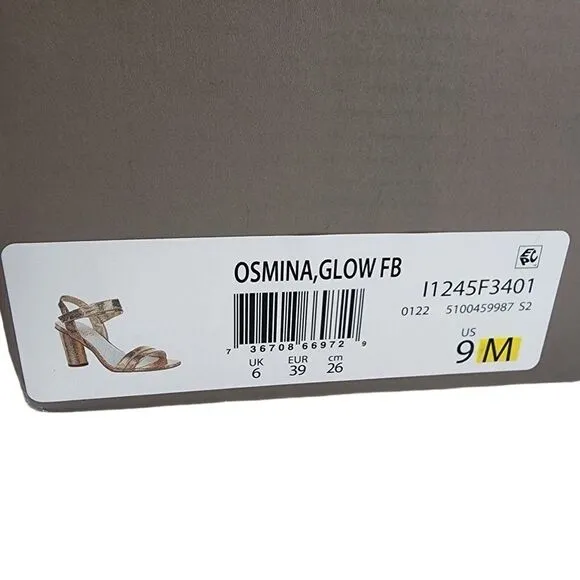 OSMINA,GLOW FB
I1245F3401
0122 5100459987 S2
7 36708 66972 9
UK EUR cm
6 39 26
US
9 M